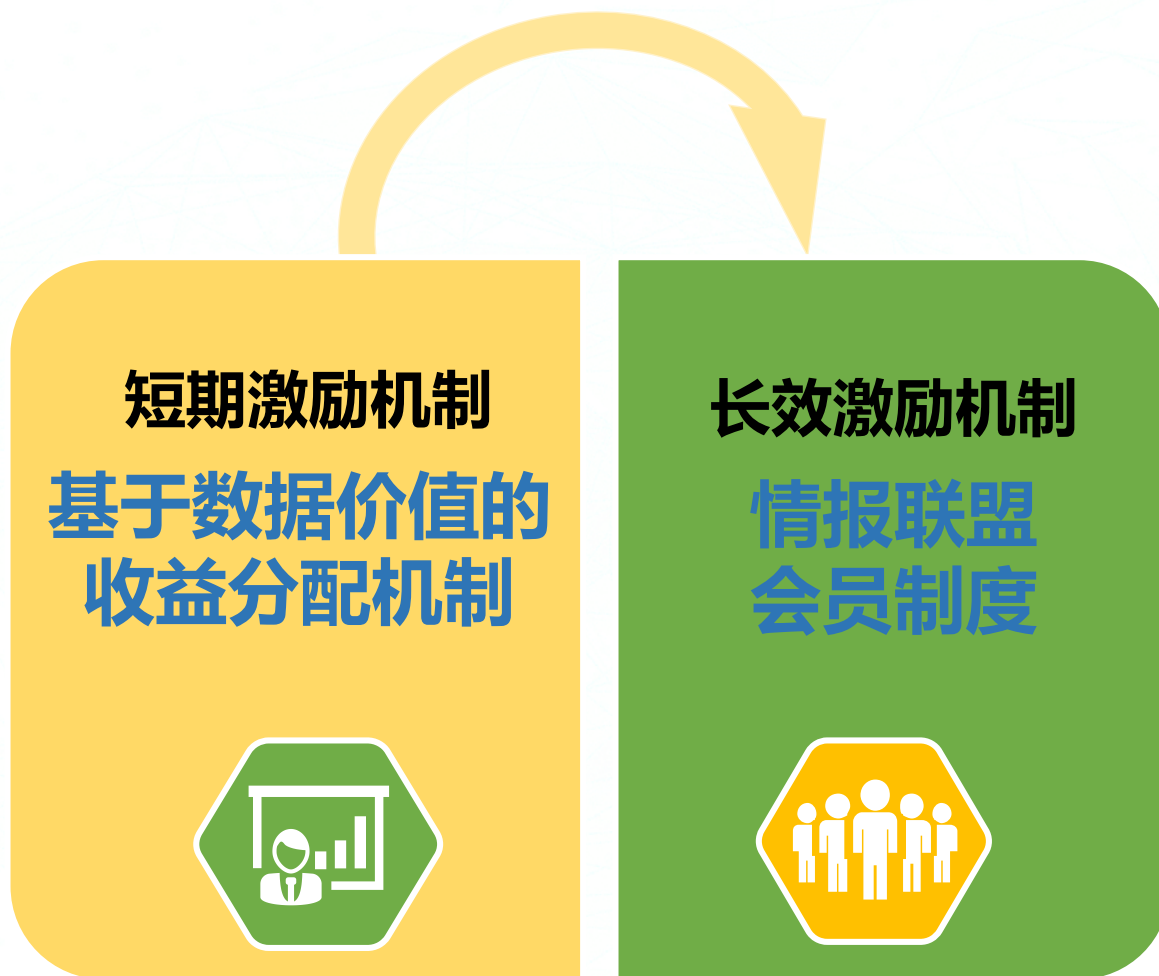 短期激励机制
基于数据价值的
收益分配机制
长效激励机制
情报联盟
会员制度